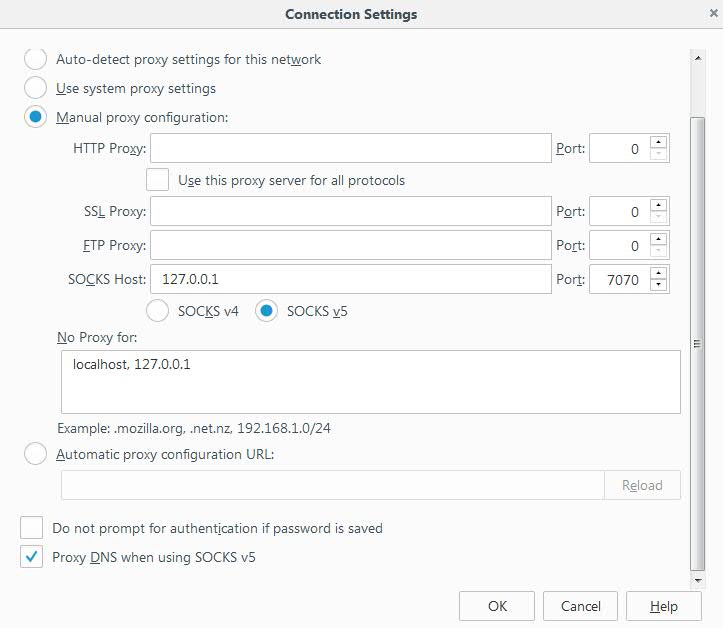 Connection Settings
Auto-detect proxy settings for this network
Use system proxy settings
Manual proxy configuration:
HTTP Proxy: Port: 0
Use this proxy server for all protocols
SSL Proxy: Port: 0
FTP Proxy: Port: 0
SOCKS Host: 127.0.0.1 Port: 7070
SOCKS v4 SOCKS v5
No Proxy for:
localhost, 127.0.0.1
Example: .mozilla.org, .net.nz, 192.168.1.0/24
Automatic proxy configuration URL:
Reload
Do not prompt for authentication if password is saved
Proxy DNS when using SOCKS v5
OK Cancel Help